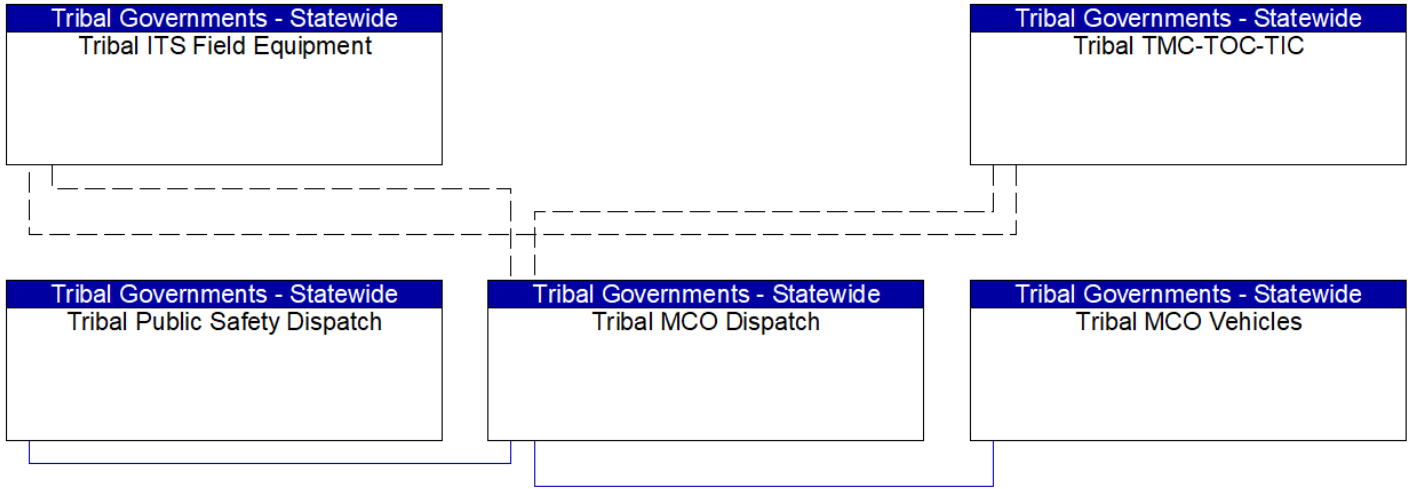 Tribal Governments - Statewide
Tribal ITS Field Equipment
Tribal Governments - Statewide
Tribal TMC-TOC-TIC
Tribal Governments - Statewide
Tribal Public Safety Dispatch
Tribal Governments - Statewide
Tribal MCO Dispatch
Tribal Governments - Statewide
Tribal MCO Vehicles